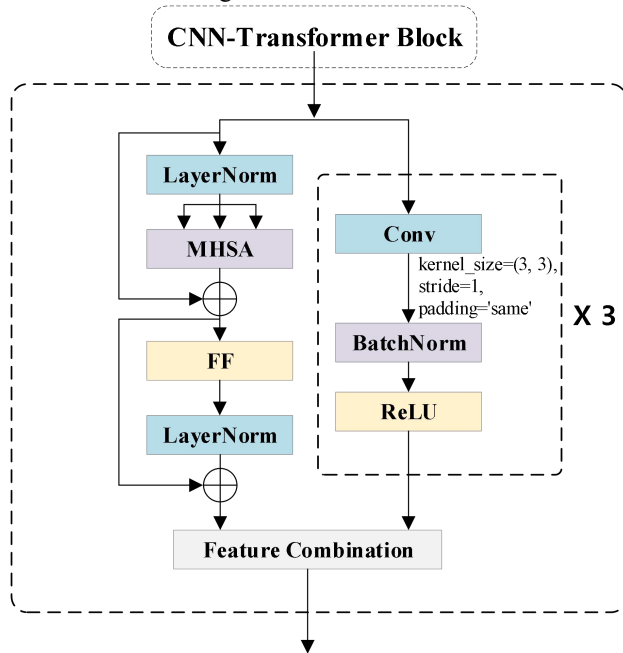 CNN-Transformer Block
LayerNorm
MHSA
FF
LayerNorm
Conv
kernel_size=(3, 3),
stride=1,
padding='same'
BatchNorm
ReLU
X 3
Feature Combination